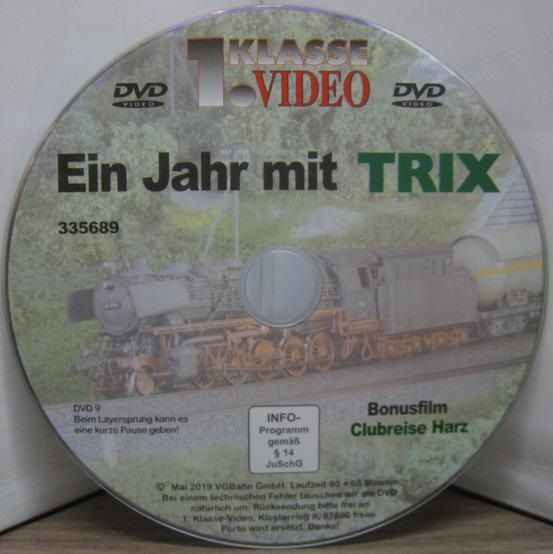 1. KLASSE
VIDEO
DVD
VIDEO
DVD
VIDEO
Ein Jahr mit TRIX
335689
DVD 9
Beim Layersprung kann es
eine kurze Pause geben!
INFO-
Programm
gemäß
§ 14
JuSchG
Bonusfilm
Clubreise Harz
© Mai 2019 VGBahn GmbH. Laufzeit 80 + 65 Minuten.
Bei einem technischen Fehler tauschen wir die DVD
natürlich um. Rücksendung bitte frei an
1. Klasse-Video, Klosterring 9,
Porto wird ersetzt. Danke!